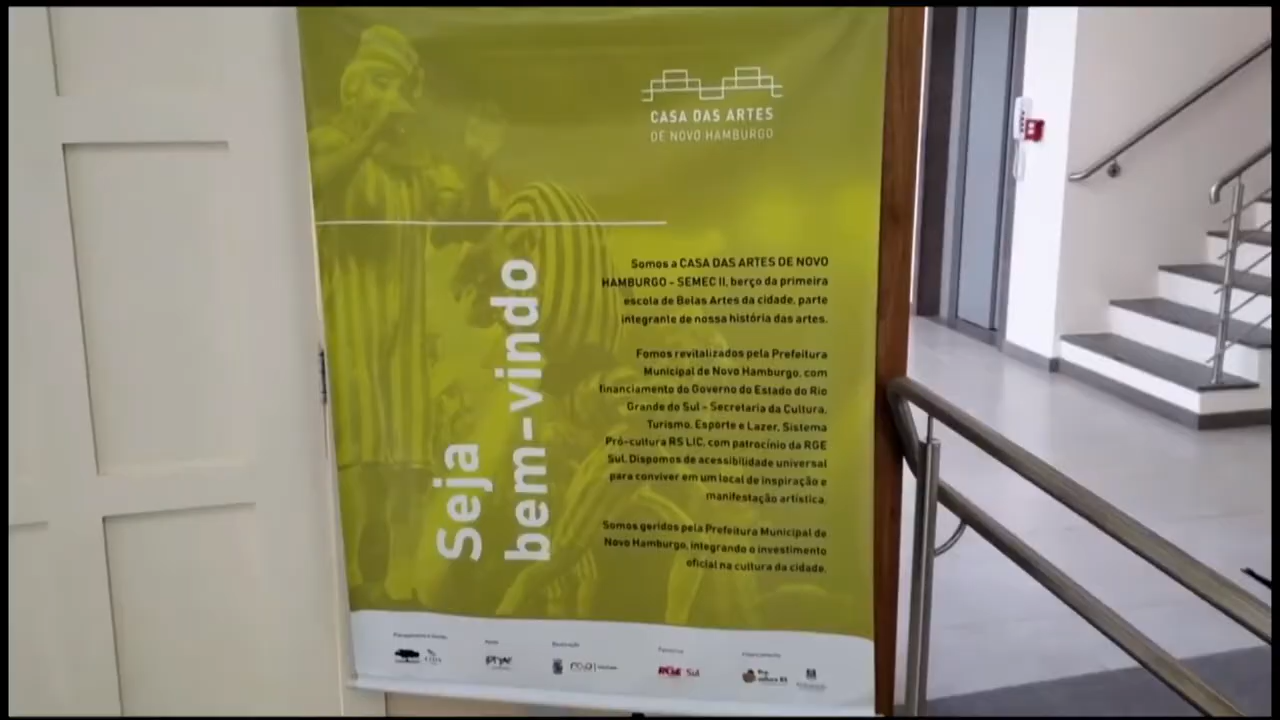 CASA DAS ARTES
DE NOVO HAMBURGO
Seja
bem-vindo
Somos a CASA DAS ARTES DE NOVO
HAMBURGO - SEMEC II, berço da primeira
escola de Belas Artes da cidade, parte
integrante de nossa história das artes.
Fomos revitalizados pela Prefeitura
Municipal de Novo Hamburgo, com
financiamento do Governo do Estado do Rio
Grande do Sul - Secretaria da Cultura,
Turismo, Esporte e Lazer, Sistema
Pró-cultura RS LIC, com patrocínio da RGE
Sul. Dispomos de acessibilidade universal
para conviver em um local de inspiração e
manifestação artística.
Somos geridos pela Prefeitura Municipal de
Novo Hamburgo, integrando o investimento
oficial na cultura da cidade.
RGE Sul